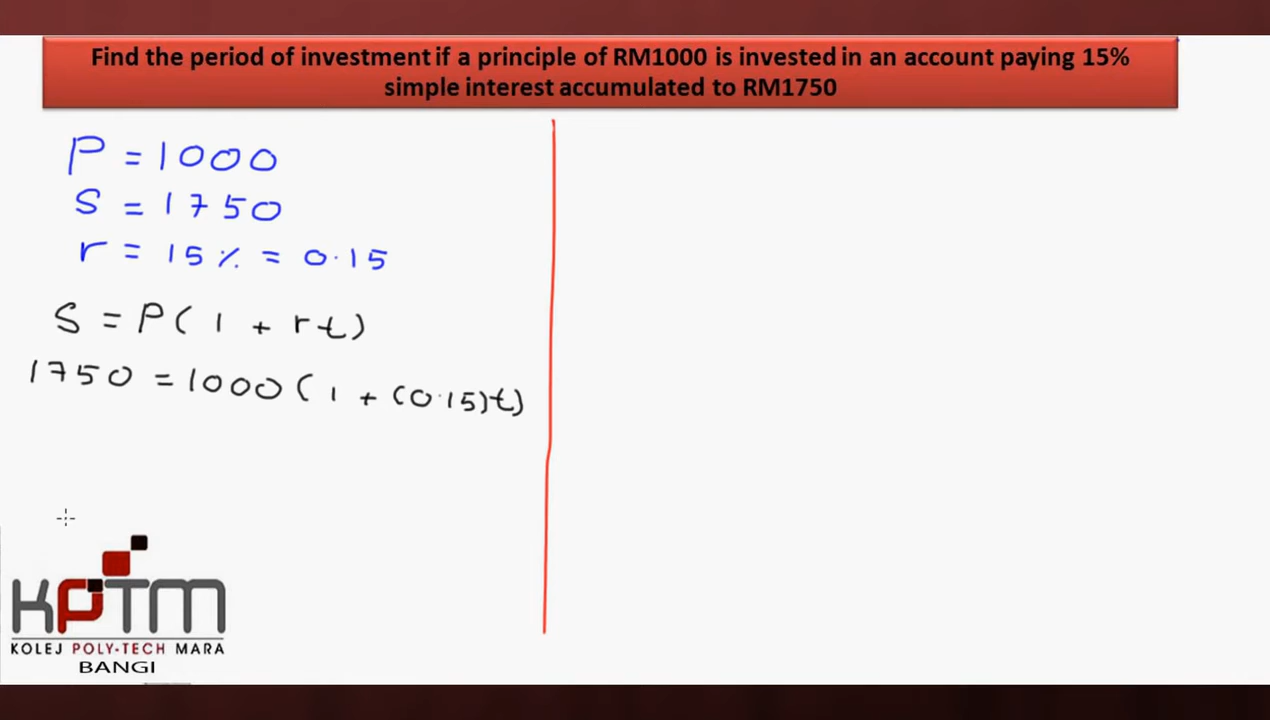 Find the period of investment if a principle of RM1000 is invested in an account paying 15%
simple interest accumulated to RM1750
P = 1000
S = 1750
r = 15% = 0.15
S = P(1 + rt)
1750 = 1000(1 + (0.15)t)
KPTM
KOLEJ POLY-TECH MARA
BANGI